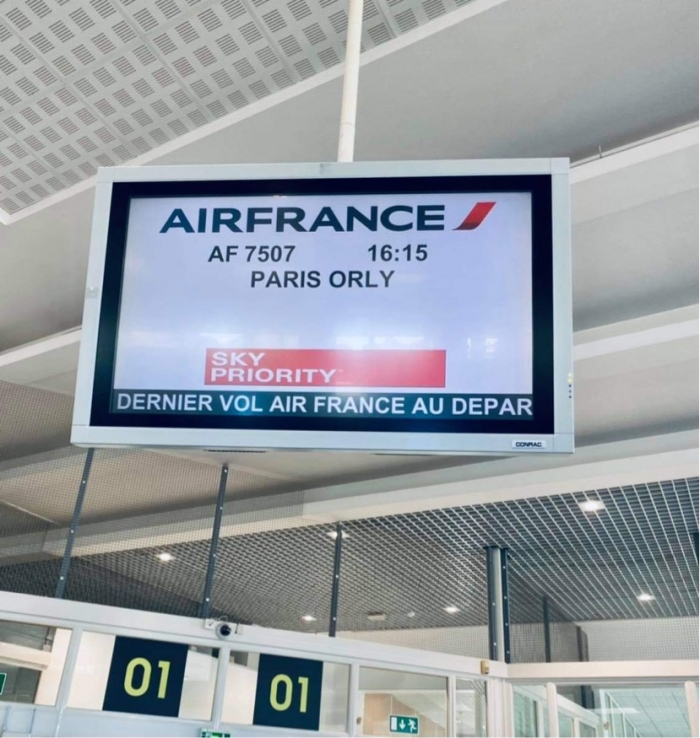 AIRFRANCE
AF 7507 16:15
PARIS ORLY
SKY
PRIORITY
DERNIER VOL AIR FRANCE AU DEPAR
CONRAC
01 01